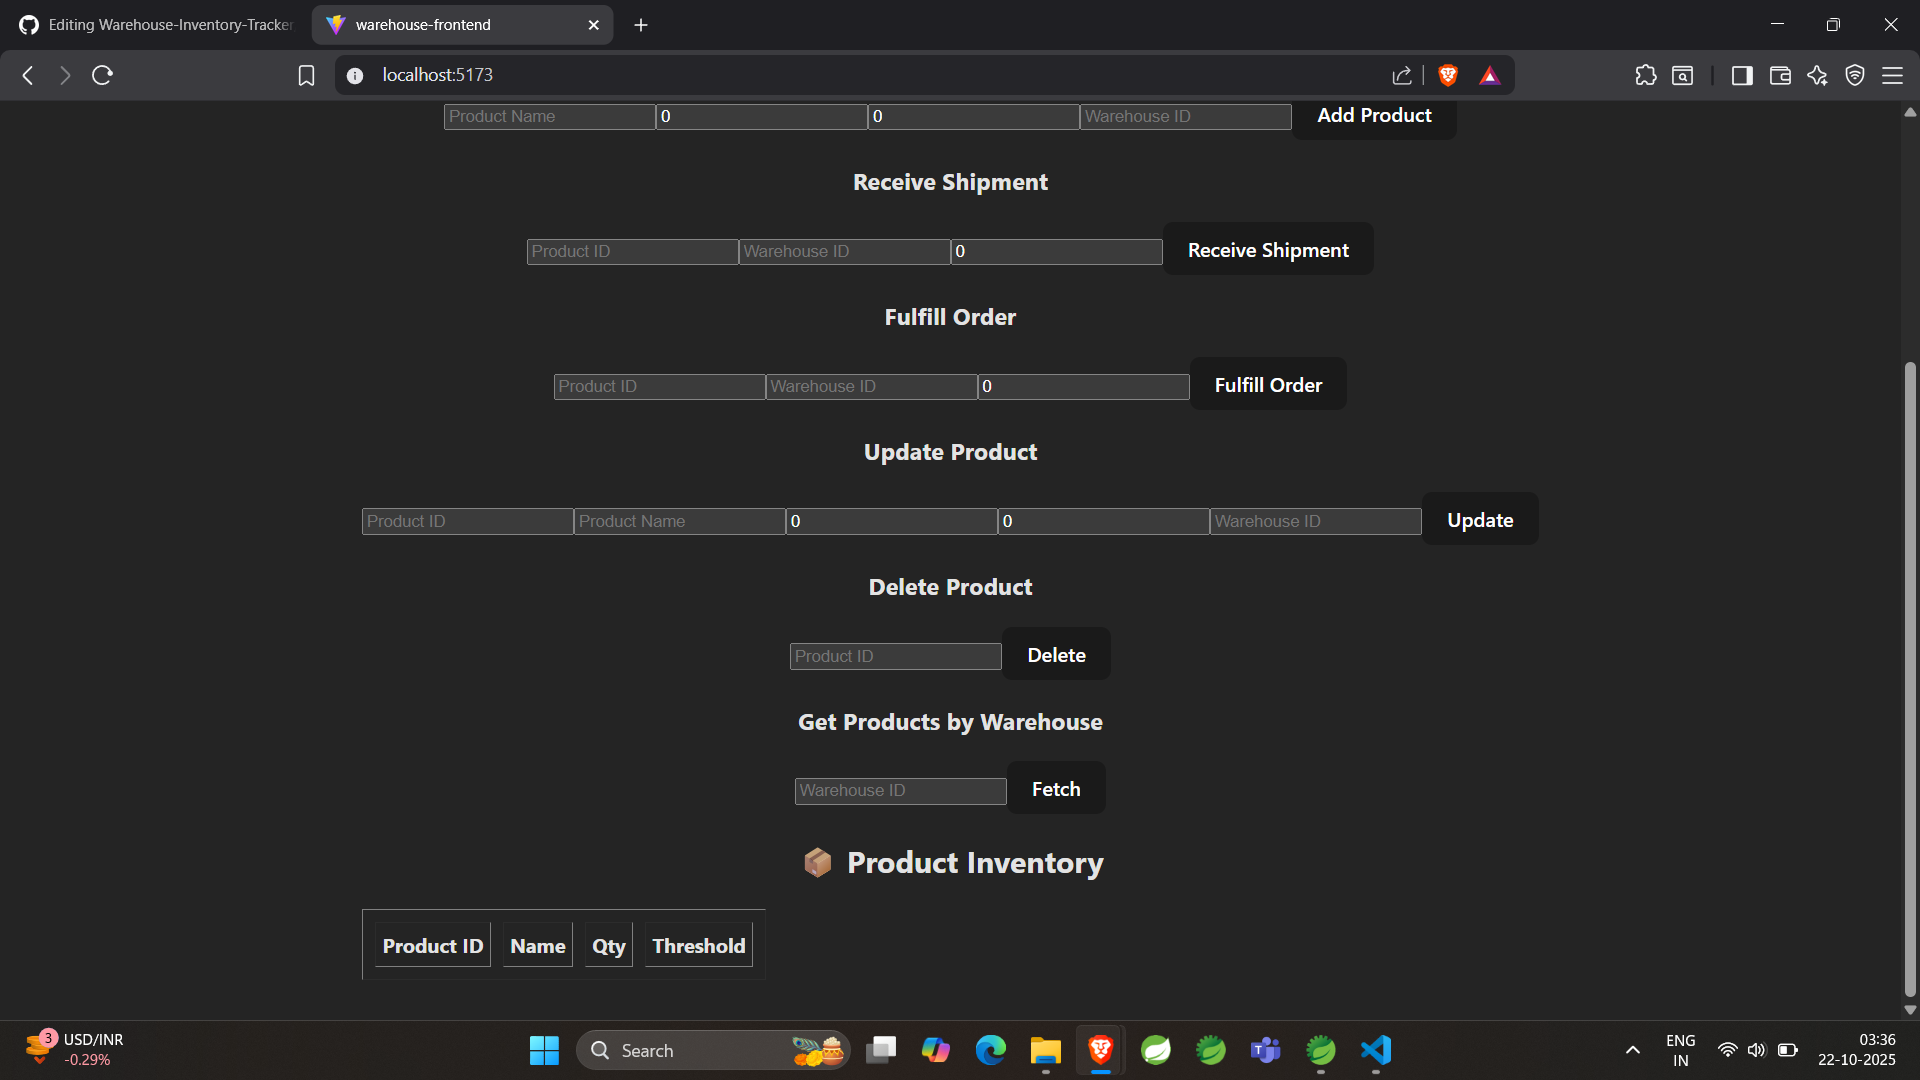 Editing Warehouse-Inventory-Tracker
warehouse-frontend
localhost:5173
Product Name 0 0 Warehouse ID Add Product
Receive Shipment
Product ID Warehouse ID 0 Receive Shipment
Fulfill Order
Product ID Warehouse ID 0 Fulfill Order
Update Product
Product ID Product Name 0 0 Warehouse ID Update
Delete Product
Product ID Delete
Get Products by Warehouse
Warehouse ID Fetch
📦 Product Inventory
Product ID Name Qty Threshold
3
USD/INR
-0.29%
Search
ENG
IN
03:36
22-10-2025